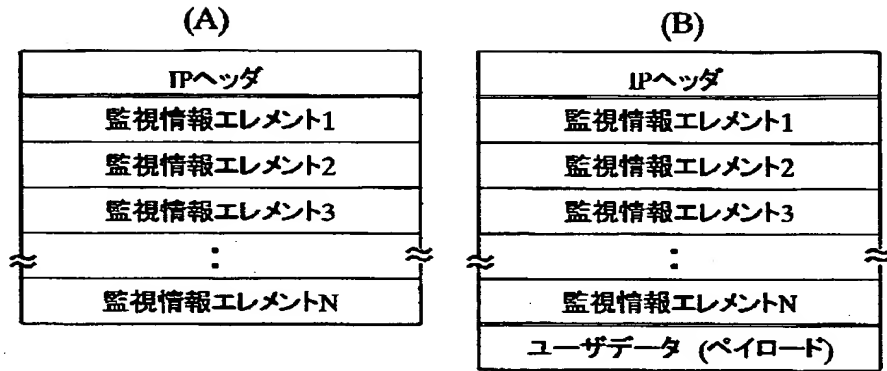 (A)
IPヘッダ
監視情報エレメント1
監視情報エレメント2
監視情報エレメント3
:
監視情報エレメントN
(B)
IPヘッダ
監視情報エレメント1
監視情報エレメント2
監視情報エレメント3
:
監視情報エレメントN
ユーザデータ (ペイロード)